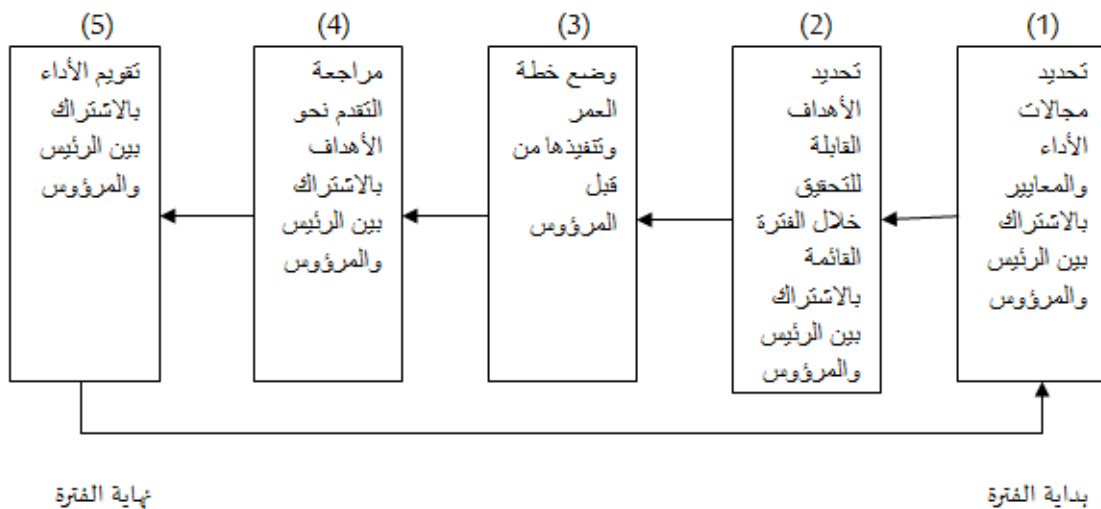 (1)
تحديد
مجالات
الأداء
والمعايير
بالاشتراك
بين الرئيس
والمرؤوس
(2)
تحديد
الأهداف
القابلة
للتحقيق
خلال الفترة
القائمة
بالاشتراك
بين الرئيس
والمرؤوس
(3)
وضع خطة
العمر
وتنفيذها من
قبل
المرؤوس
(4)
مراجعة
التقدم نحو
الأهداف
بالاشتراك
بين الرئيس
والمرؤوس
(5)
تقويم الأداء
بالاشتراك
بين الرئيس
والمرؤوس
بداية الفترة
نهاية الفترة